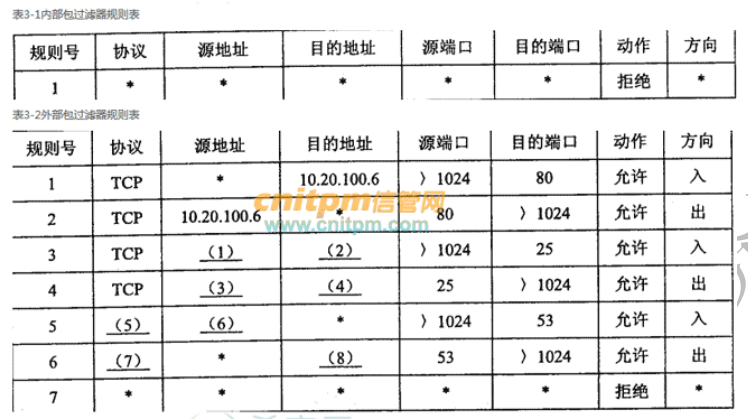 表3-1内部包过滤器规则表
规则号 协议 源地址 目的地址 源端口 目的端口 动作 方向
1 * * * * * 拒绝 *
表3-2外部包过滤器规则表
规则号 协议 源地址 目的地址 源端口 目的端口 动作 方向
1 TCP * 10.20.100.6 〉1024 80 允许 入
cnitpm信管网
2 TCP 10.20.100.6 * 80 〉1024 允许 出
www.cnitpm.com
3 TCP (1) (2) 〉1024 25 允许 入
4 TCP (3) (4) 25 〉1024 允许 出
5 (5) (6) * 〉1024 53 允许 入
6 (7) * (8) 53 〉1024 允许 出
7 * * * * * 拒绝 *